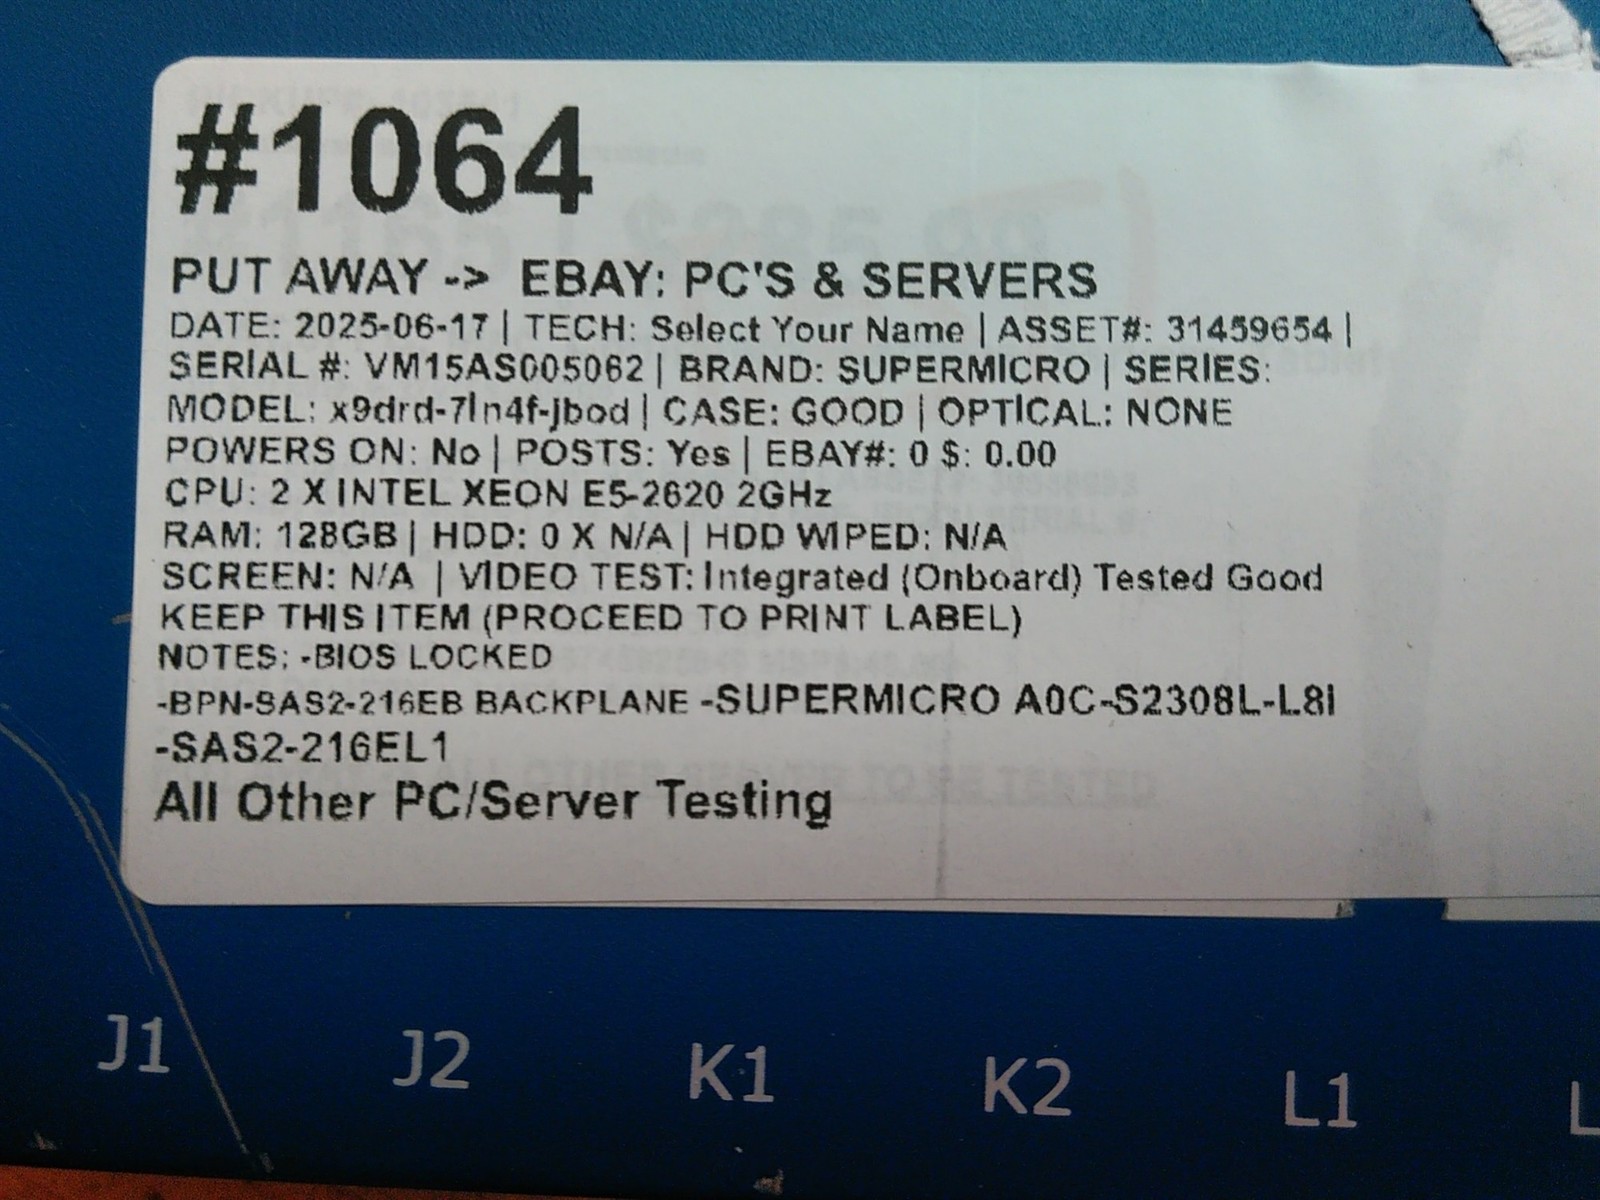 #1064
PUT AWAY -> EBAY: PC'S & SERVERS
DATE: 2025-06-17 | TECH: Select Your Name | ASSET#: 31459654 |
SERIAL #: VM15AS005062 | BRAND: SUPERMICRO | SERIES:
MODEL: x9drd-7ln4f-jbod | CASE: GOOD | OPTICAL: NONE
POWERS ON: No | POSTS: Yes | EBAY#: 0 $: 0.00
CPU: 2 X INTEL XEON E5-2620 2GHz
RAM: 128GB | HDD: 0 X N/A | HDD WIPED: N/A
SCREEN: N/A | VIDEO TEST: Integrated (Onboard) Tested Good
KEEP THIS ITEM (PROCEED TO PRINT LABEL)
NOTES: -BIOS LOCKED
-BPN-SAS2-216EB BACKPLANE -SUPERMICRO A0C-S2308L-L8I
-SAS2-216EL1
All Other PC/Server Testing
J1 J2 K1 K2 L1